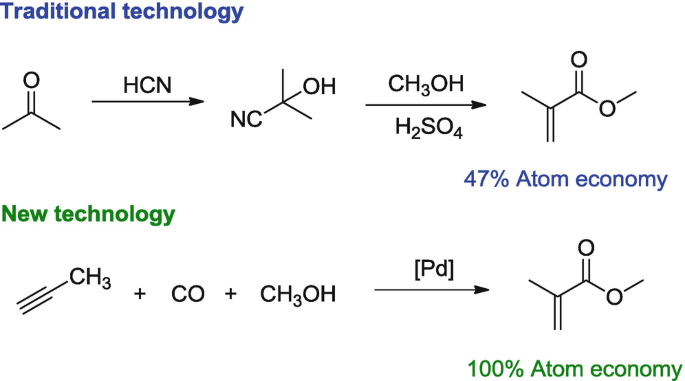 Traditional technology
O
HCN
OH
NC
CH₃OH
H₂SO₄
O
O
47% Atom economy
New technology
CH₃
+ CO + CH₃OH
[Pd]
O
O
100% Atom economy